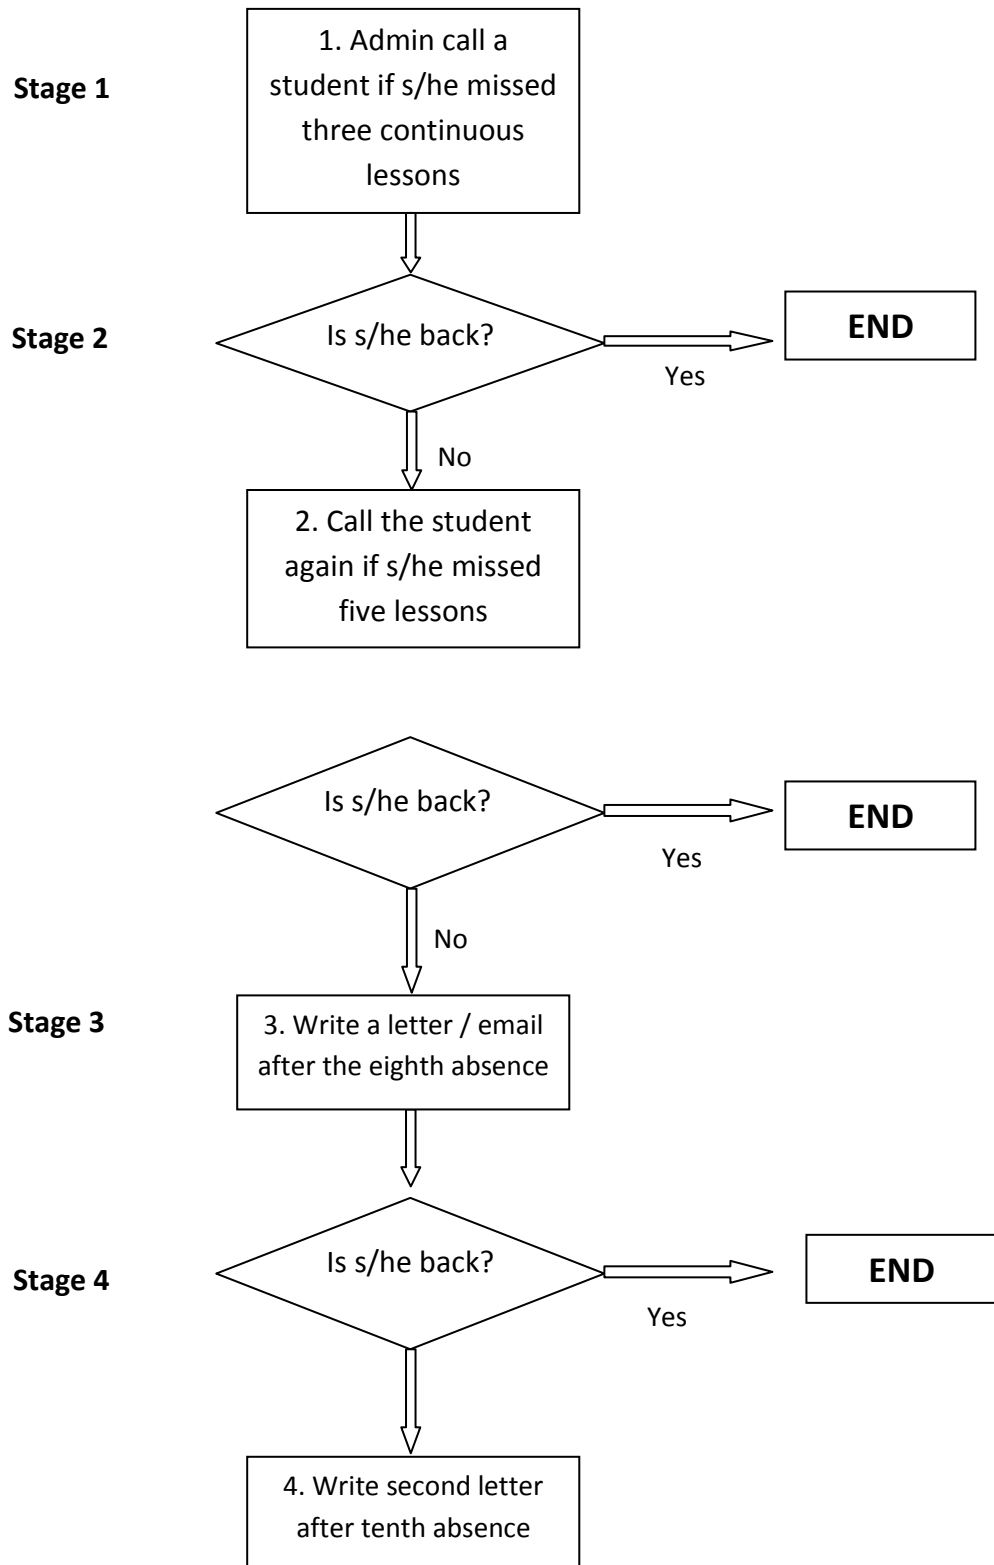 1. Admin call a
student if s/he missed
three continuous
lessons
Stage 1
Is s/he back?
Stage 2
END
Yes
No
2. Call the student
again if s/he missed
five lessons
Is s/he back?
END
Yes
No
Stage 3
3. Write a letter / email
after the eighth absence
Is s/he back?
Stage 4
END
Yes
4. Write second letter
after tenth absence